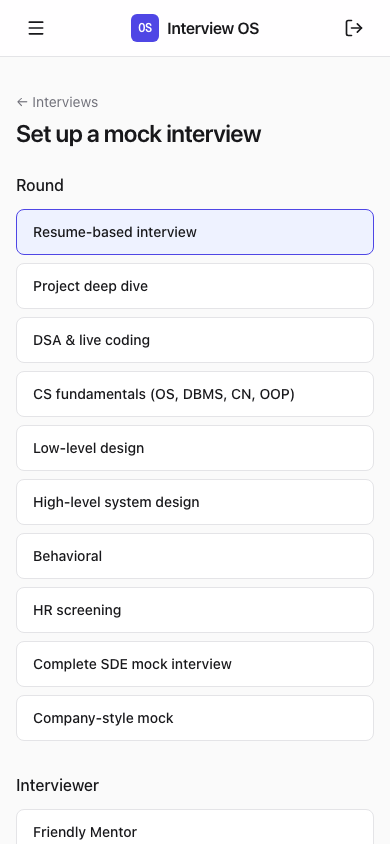 OS Interview OS
← Interviews
Set up a mock interview
Round
Resume-based interview
Project deep dive
DSA & live coding
CS fundamentals (OS, DBMS, CN, OOP)
Low-level design
High-level system design
Behavioral
HR screening
Complete SDE mock interview
Company-style mock
Interviewer
Friendly Mentor